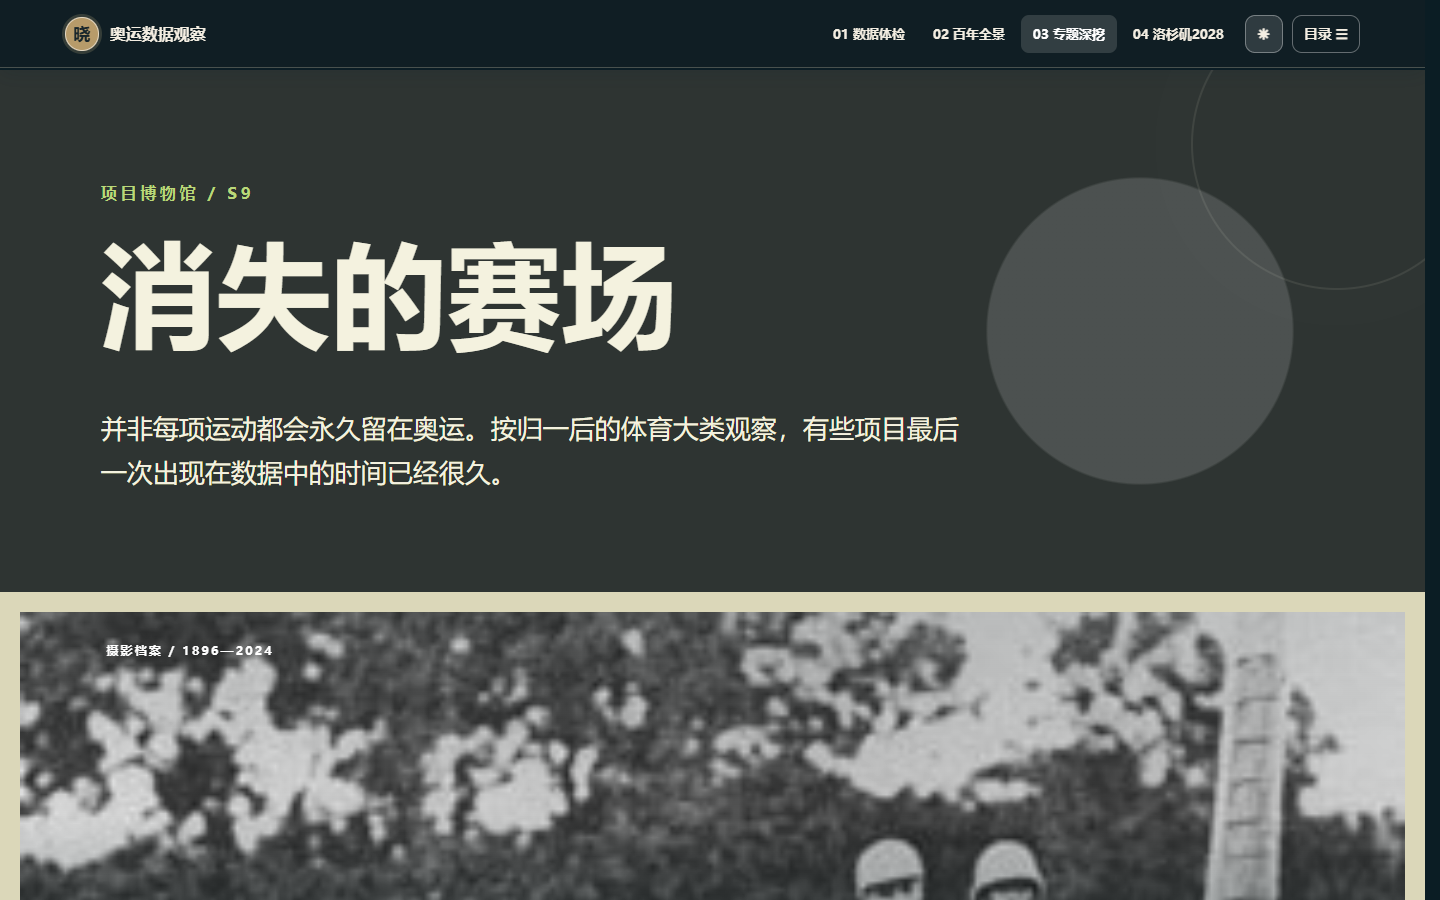 晓 奥运数据观察 01 数据体检 02 百年全景 03 专题深挖 04 洛杉矶2028 目录
项目博物馆 / S9
消失的赛场
并非每项运动都会永久留在奥运。按归一后的体育大类观察，有些项目最后
一次出现在数据中的时间已经很久。
摄影档案 / 1896—2024